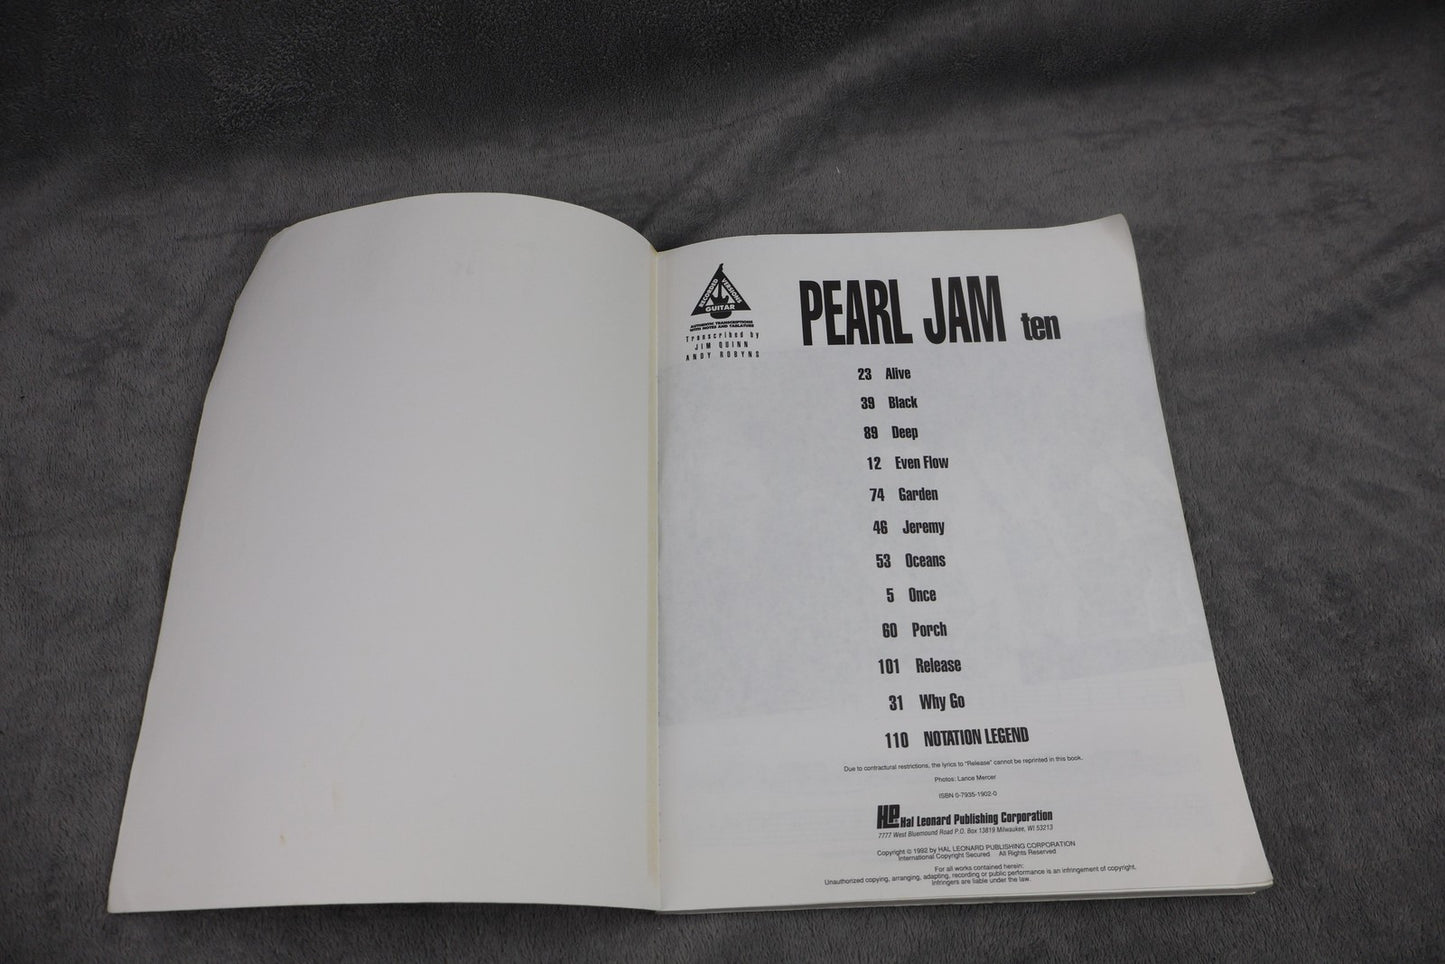 RECORDED VERSIONS
GUITAR
AUTHENTIC TRANSCRIPTIONS
WITH NOTES AND TABLATURE
Transcribed by
JIM QUINN
ANDY ROBYNS
PEARL JAM ten
23 Alive
39 Black
89 Deep
12 Even Flow
74 Garden
46 Jeremy
53 Oceans
5 Once
60 Porch
101 Release
31 Why Go
110 NOTATION LEGEND
Due to contractural restrictions, the lyrics to "Release" cannot be reprinted in this book.
Photos: Lance Mercer
ISBN 0-7935-1902-0
HL Hal Leonard Publishing Corporation
7777 West Bluemound Road P.O. Box 13819 Milwaukee, WI 53213
Copyright © 1992 by HAL LEONARD PUBLISHING CORPORATION
International Copyright Secured All Rights Reserved
For all works contained herein:
Unauthorized copying, arranging, adapting, recording or public performance is an infringement of copyright.
Infringers are liable under the law.